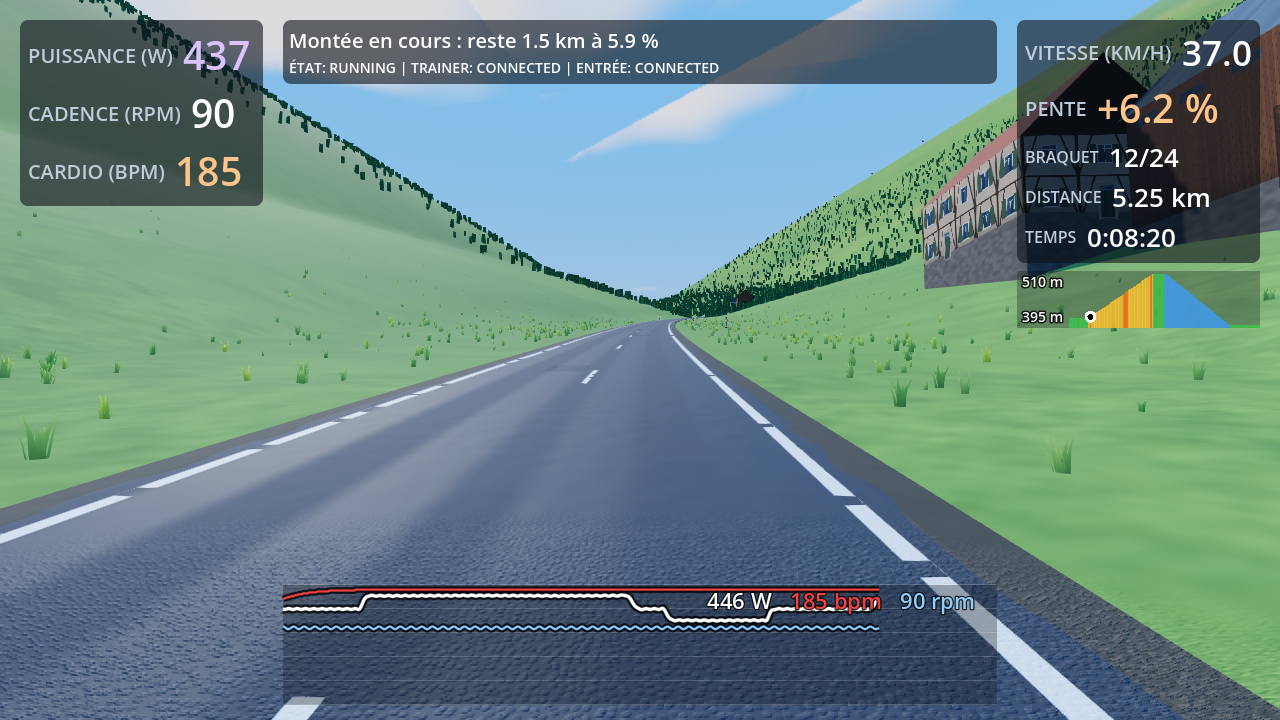 PUISSANCE (W) 437
CADENCE (RPM) 90
CARDIO (BPM) 185
Montée en cours : reste 1.5 km à 5.9 %
ÉTAT: RUNNING | TRAINER: CONNECTED | ENTRÉE: CONNECTED
VITESSE (KM/H) 37.0
PENTE +6.2 %
BRAQUET 12/24
DISTANCE 5.25 km
TEMPS 0:08:20
510 m
395 m
446 W 185 bpm 90 rpm